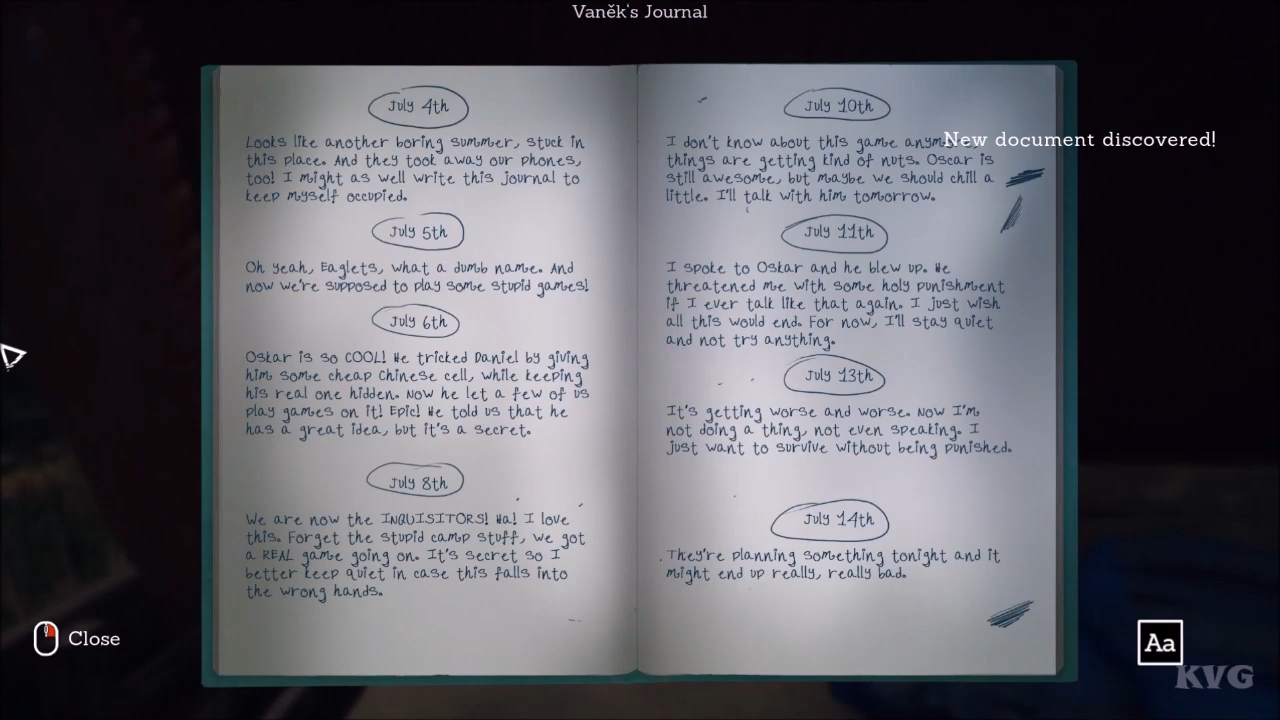 Vaněk's Journal
July 4th
Looks like another boring summer, stuck in
this place. And they took away our phones,
too! I might as well write this journal to
keep myself occupied.
July 5th
Oh yeah, Eaglets, what a dumb name. And
now we're supposed to play some stupid games!
July 6th
Oskar is so COOL! He tricked Daniel by giving
him some cheap Chinese cell, while keeping
his real one hidden. Now he let a few of us
play games on it! Epic! He told us that he
has a great idea, but it's a secret.
July 8th
We are now the INQUISITORS! Ha! I love
this. Forget the stupid camp stuff, we got
a REAL game going on. It's secret so I
better keep quiet in case this falls into
the wrong hands.
July 10th
I don't know about this game
things are getting kind of nuts. Oscar is
still awesome, but maybe we should chill a
little. I'll talk with him tomorrow.
July 11th
I spoke to Oskar and he blew up. He
threatened me with some holy punishment
if I ever talk like that again. I just wish
all this would end. For now, I'll stay quiet
and not try anything.
July 13th
It's getting worse and worse. Now I'm
not doing a thing, not even speaking. I
just want to survive without being punished.
July 14th
They're planning something tonight and it
might end up really, really bad.
New document discovered!
Close
Aa
KVG